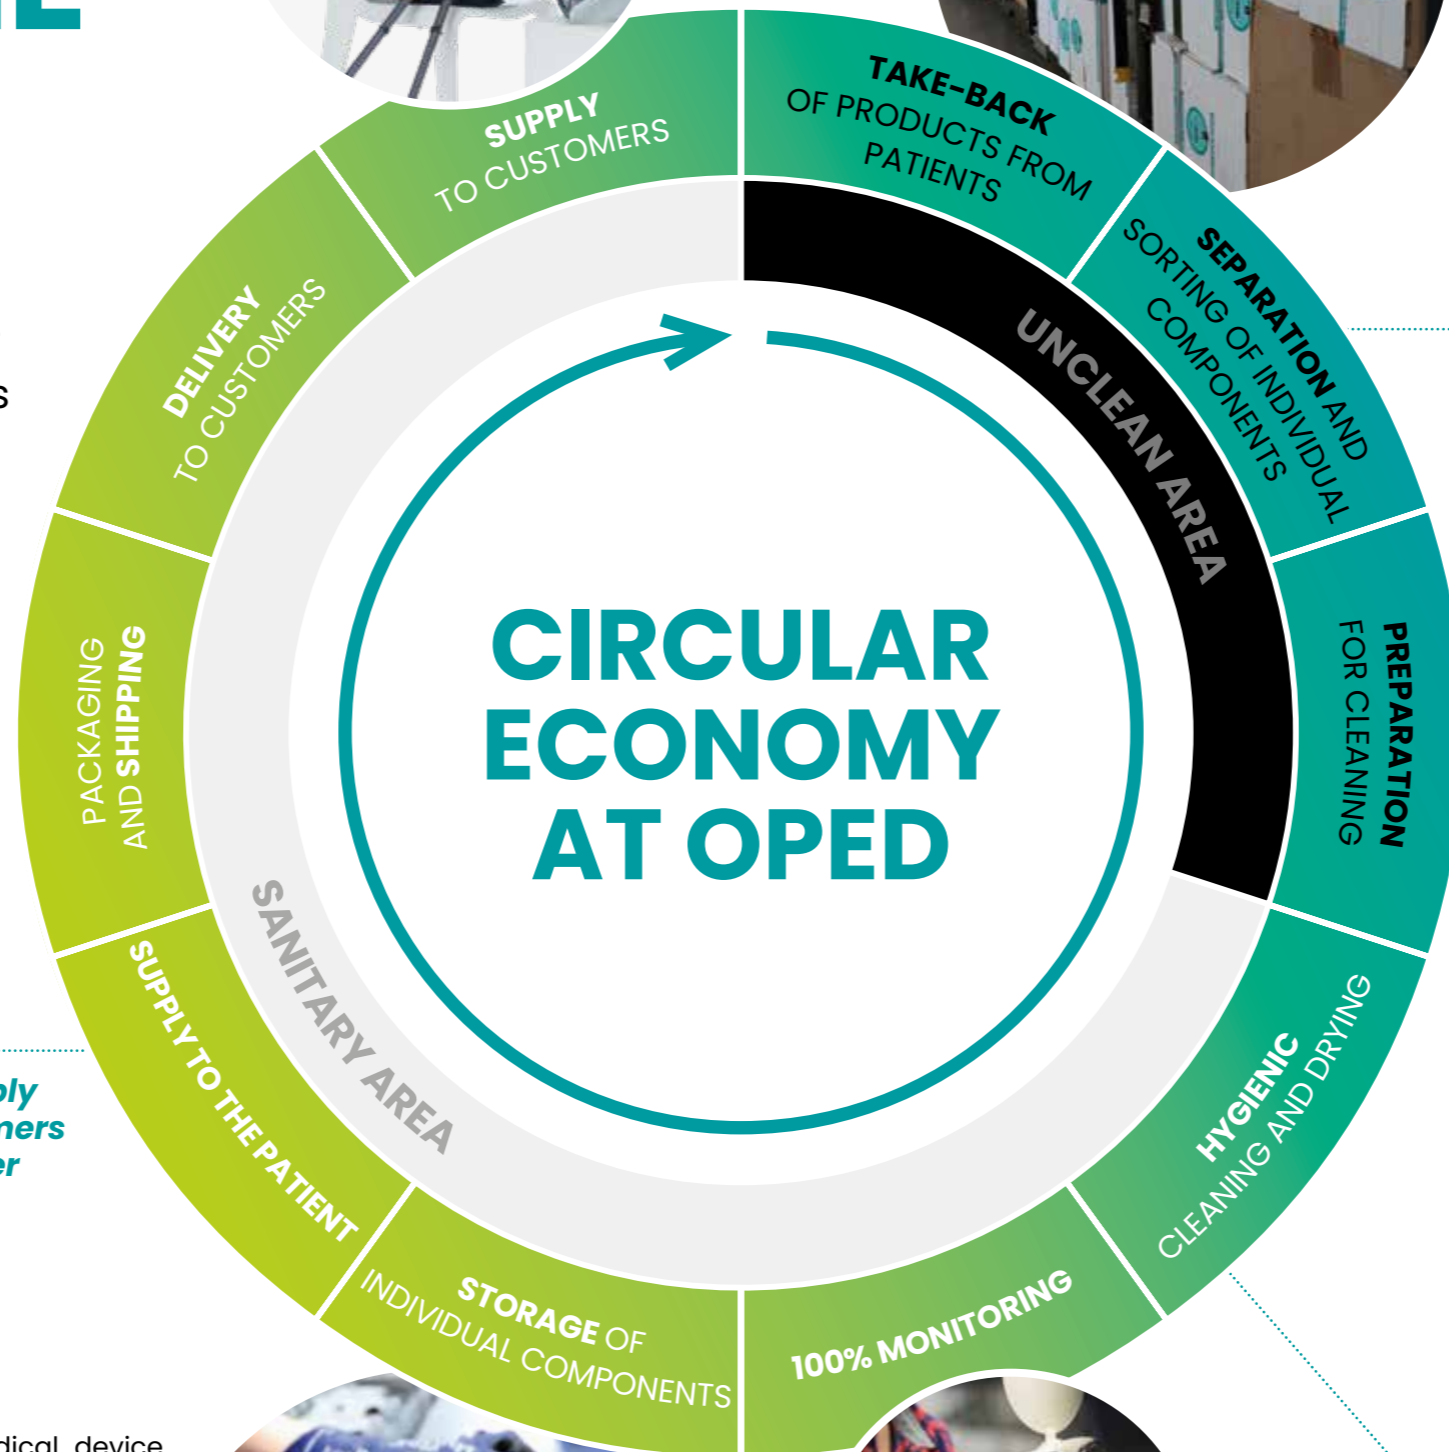 TAKE-BACK
OF PRODUCTS FROM
PATIENTS
SEPARATION AND
SORTING OF INDIVIDUAL
COMPONENTS
PREPARATION
FOR CLEANING
HYGIENIC
CLEANING AND DRYING
100% MONITORING
STORAGE OF
INDIVIDUAL COMPONENTS
SUPPLY TO THE PATIENT
PACKAGING
AND SHIPPING
DELIVERY
TO CUSTOMERS
SUPPLY
TO CUSTOMERS
UNCLEAN AREA
SANITARY AREA
CIRCULAR
ECONOMY
AT OPED
device